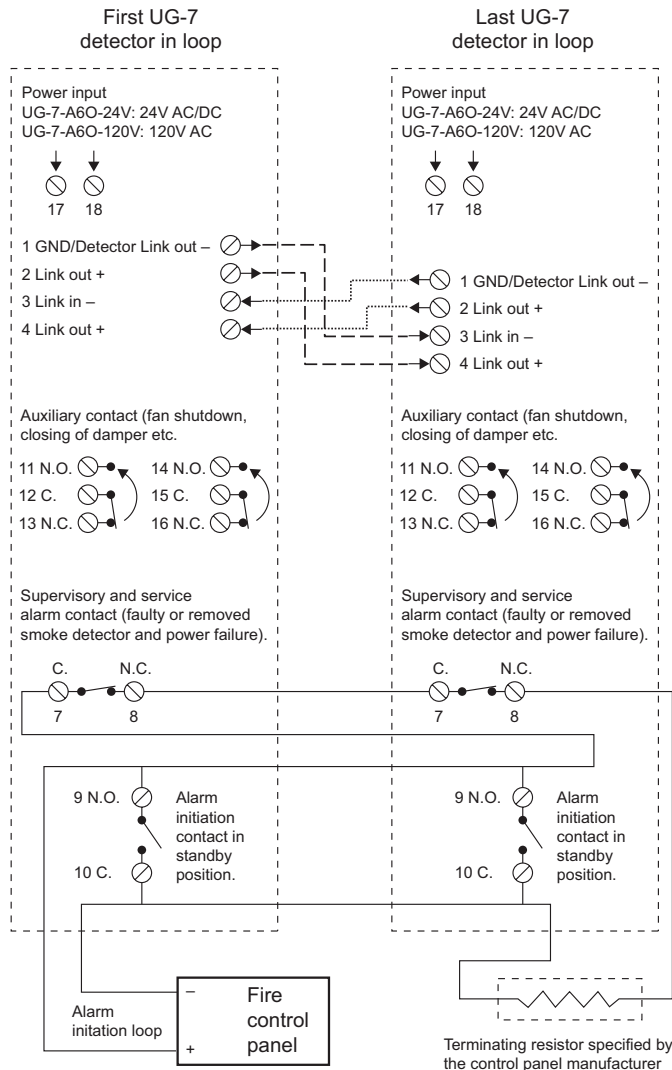 First UG-7
detector in loop
Power input
UG-7-A6O-24V: 24V AC/DC
UG-7-A6O-120V: 120V AC
17 18
1 GND/Detector Link out –
2 Link out +
3 Link in –
4 Link out +
Auxiliary contact (fan shutdown,
closing of damper etc.
11 N.O. 14 N.O.
12 C. 15 C.
13 N.C. 16 N.C.
Supervisory and service
alarm contact (faulty or removed
smoke detector and power failure).
C. N.C.
7 8
9 N.O.
Alarm
initiation
contact in
standby
position.
10 C.
Last UG-7
detector in loop
Power input
UG-7-A6O-24V: 24V AC/DC
UG-7-A6O-120V: 120V AC
17 18
1 GND/Detector Link out –
2 Link out +
3 Link in –
4 Link out +
Auxiliary contact (fan shutdown,
closing of damper etc.
11 N.O. 14 N.O.
12 C. 15 C.
13 N.C. 16 N.C.
Supervisory and service
alarm contact (faulty or removed
smoke detector and power failure).
C. N.C.
7 8
9 N.O.
Alarm
initiation
contact in
standby
position.
10 C.
Alarm
initation loop
–
+
Fire
control
panel
Terminating resistor specified by
the control panel manufacturer